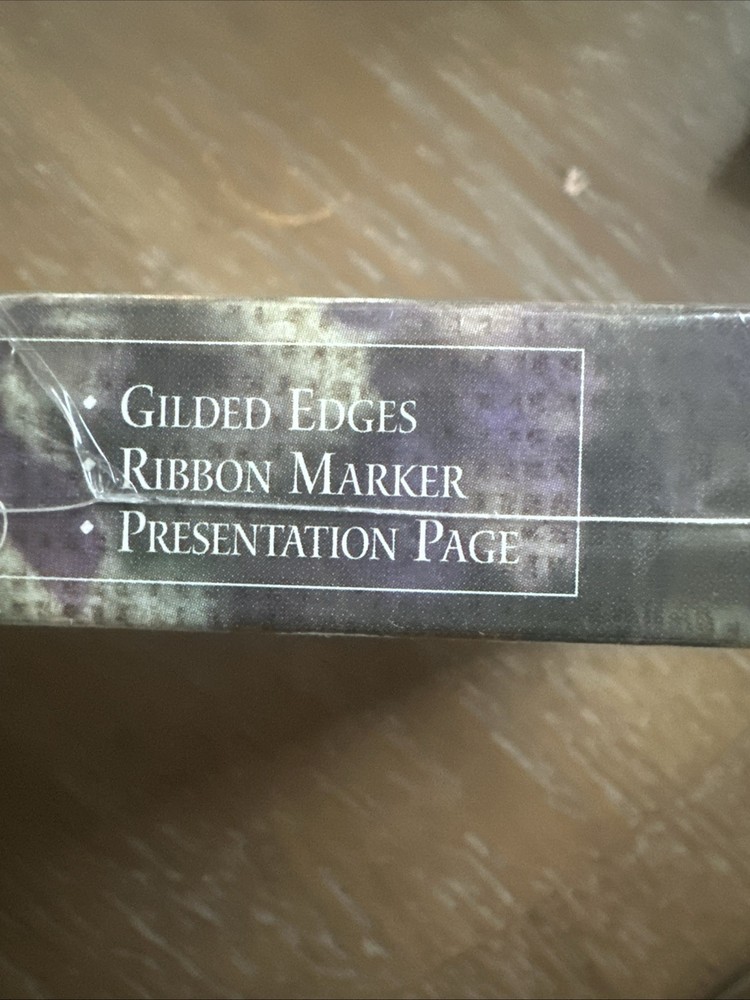 • GILDED EDGES
• RIBBON MARKER
• PRESENTATION PAGE